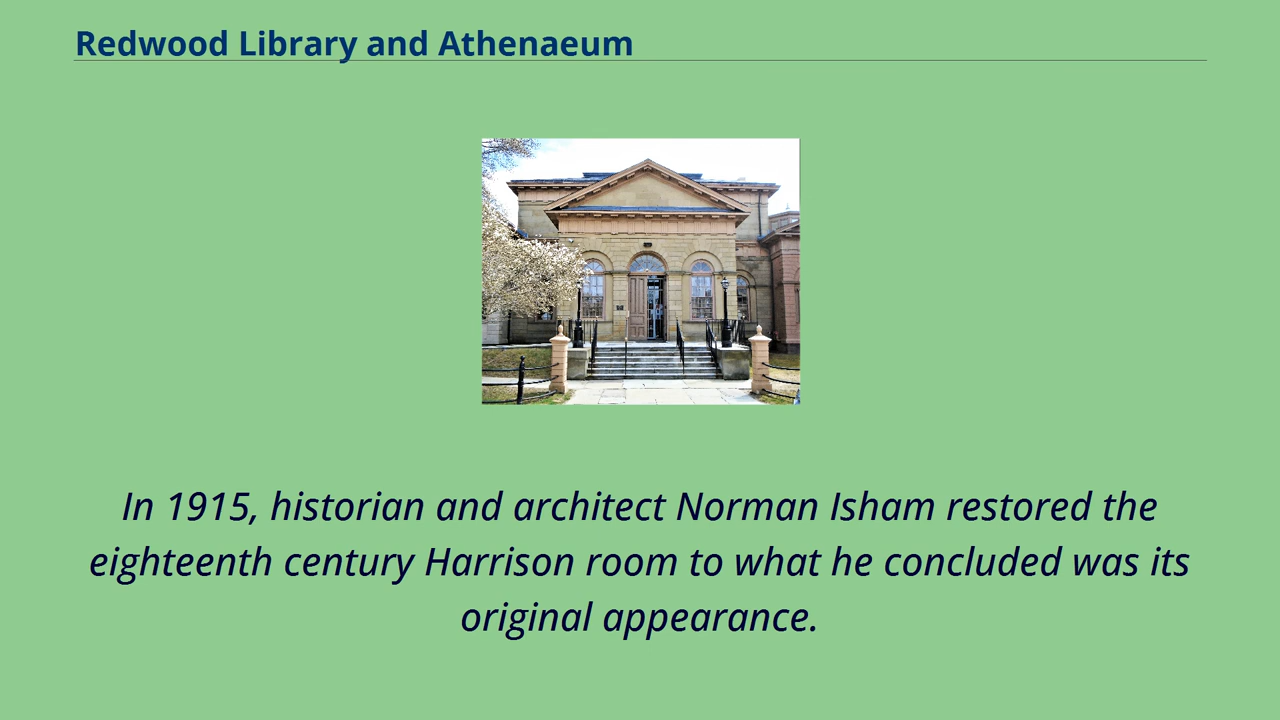 Redwood Library and Athenaeum
In 1915, historian and architect Norman Isham restored the
eighteenth century Harrison room to what he concluded was its
original appearance.